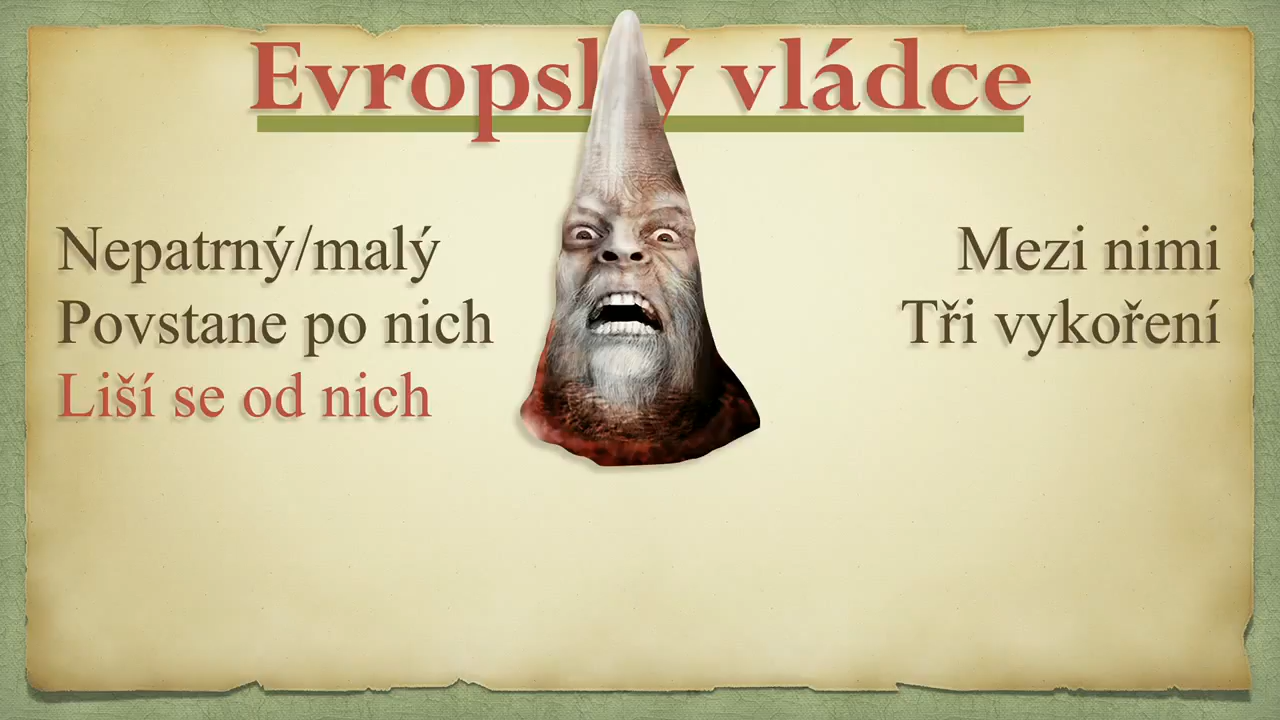 Evropský vládce
Nepatrný/malý
Povstane po nich
Liší se od nich
Mezi nimi
Tři vykoření